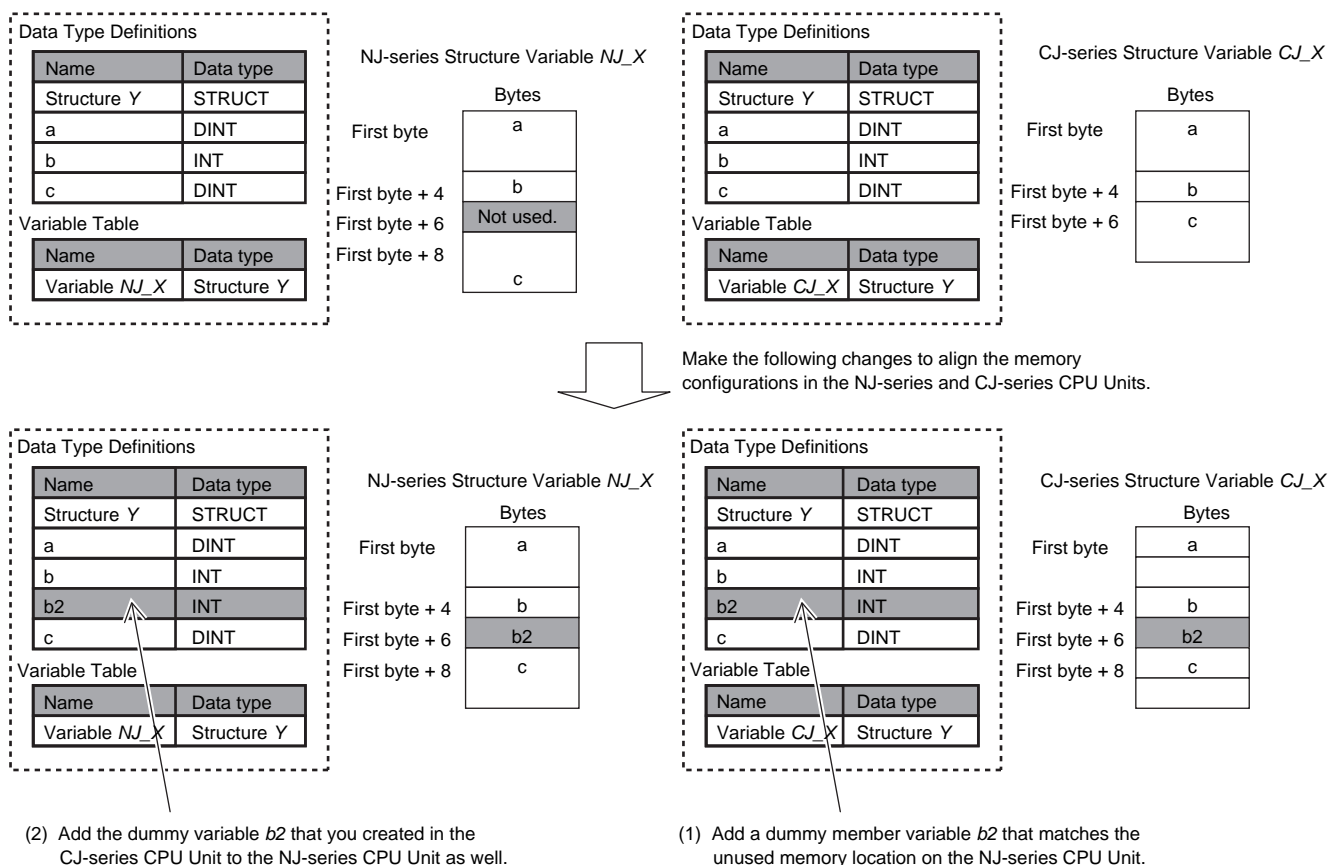 Data Type Definitions
Name Data type
Structure Y STRUCT
a DINT
b INT
c DINT
Variable Table
Name Data type
Variable NJ_X Structure Y
NJ-series Structure Variable NJ_X
Bytes
First byte a
First byte + 4 b
First byte + 6 Not used.
First byte + 8
c
Data Type Definitions
Name Data type
Structure Y STRUCT
a DINT
b INT
c DINT
Variable Table
Name Data type
Variable CJ_X Structure Y
CJ-series Structure Variable CJ_X
Bytes
First byte a
First byte + 4 b
First byte + 6 c
Make the following changes to align the memory
configurations in the NJ-series and CJ-series CPU Units.
Data Type Definitions
Name Data type
Structure Y STRUCT
a DINT
b INT
b2 INT
c DINT
Variable Table
Name Data type
Variable NJ_X Structure Y
NJ-series Structure Variable NJ_X
Bytes
First byte a
First byte + 4 b
First byte + 6 b2
First byte + 8 c
Data Type Definitions
Name Data type
Structure Y STRUCT
a DINT
b INT
b2 INT
c DINT
Variable Table
Name Data type
Variable CJ_X Structure Y
CJ-series Structure Variable CJ_X
Bytes
First byte a
First byte + 4 b
First byte + 6 b2
First byte + 8 c
(2) Add the dummy variable b2 that you created in the
CJ-series CPU Unit to the NJ-series CPU Unit as well.
(1) Add a dummy member variable b2 that matches the
unused memory location on the NJ-series CPU Unit.